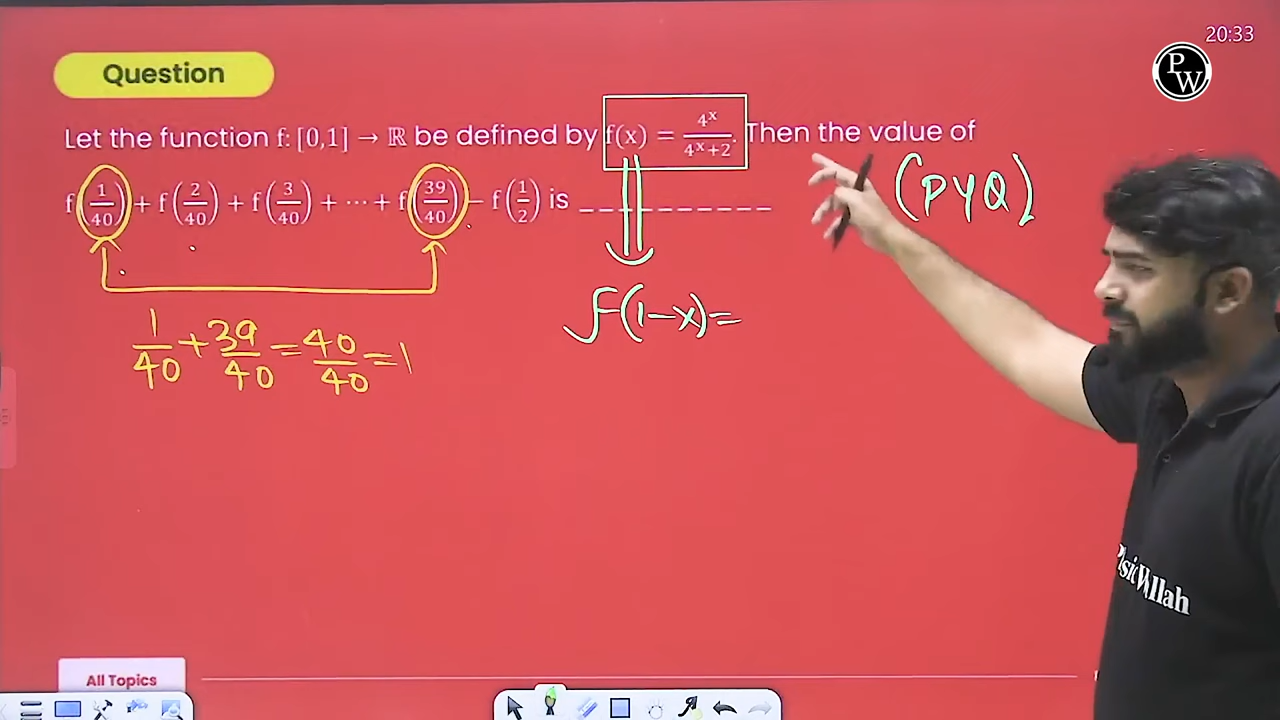 20:33
PW
Question
Let the function f: [0,1] → ℝ be defined by f(x) = 4^x/(4^x+2). Then the value of
f(1/40) + f(2/40) + f(3/40) + ⋯ + f(39/40) − f(1/2) is __________
(PYQ)
f(1-x)=
1/40 + 39/40 = 40/40 = 1
All Topics